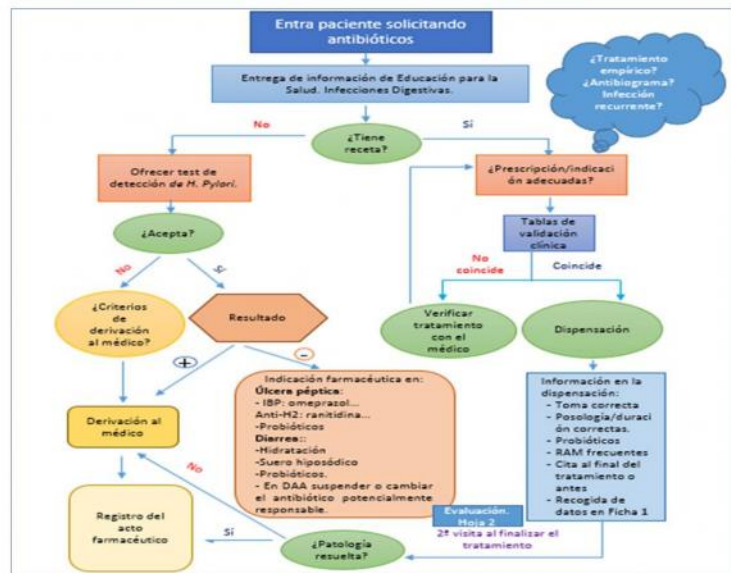 Entra paciente solicitando
antibióticos
Entrega de información de Educación para la
Salud. Infecciones Digestivas.
¿Tratamiento
empírico?
¿Antibiograma?
Infección
recurrente?
No
¿Tiene
receta?
Sí
Ofrecer test de
detección de H. Pylori.
¿Prescripción/indicaci
ón adecuadas?
¿Acepta?
Tablas de
validación
clínica
No
Sí
No
coincide
Coincide
¿Criterios
de
derivación
al médico?
Resultado
Verificar
tratamiento
con el
médico
Dispensación
+
-
Indicación farmacéutica en:
Úlcera péptica:
- IBP: omeprazol...
Anti-H2: ranitidina...
-Probióticos
Diarrea::
-Hidratación
-Suero hiposódico
-Probióticos.
- En DAA suspender o cambiar
el antibiótico potencialmente
responsable.
Información en la
dispensación:
- Toma correcta
- Posología/duraci
ón correctas.
- Probióticos
- RAM frecuentes
- Cita al final del
tratamiento o
antes
- Recogida de
datos en Ficha 1
Derivación al
médico
No
Registro del
acto
farmacéutico
Sí
¿Patología
resuelta?
Evaluación.
Hoja 2
2ª visita al finalizar el
tratamiento